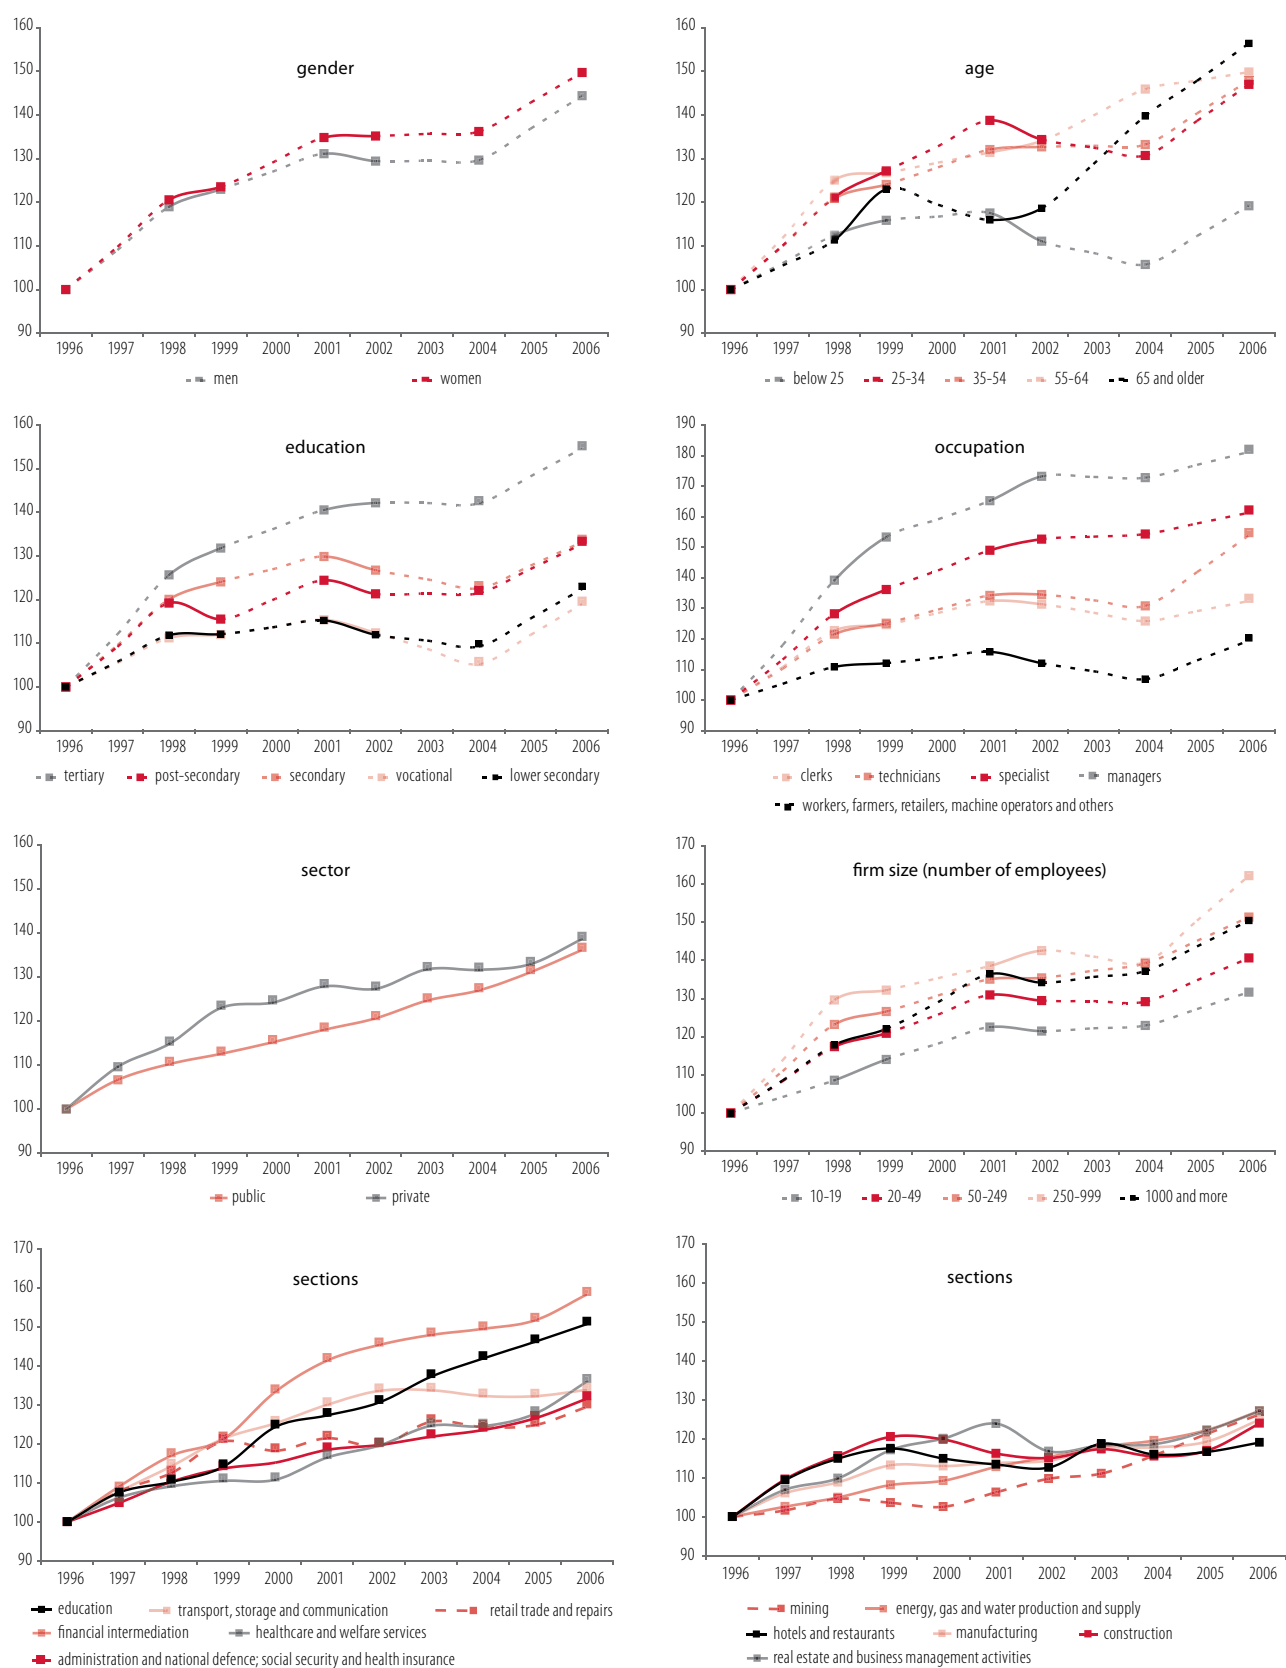 gender
160
150
140
130
120
110
100
90
1996 1997 1998 1999 2000 2001 2002 2003 2004 2005 2006
men women
age
160
150
140
130
120
110
100
90
1996 1997 1998 1999 2000 2001 2002 2003 2004 2005 2006
below 25 25-34 35-54 55-64 65 and older
education
160
150
140
130
120
110
100
90
1996 1997 1998 1999 2000 2001 2002 2003 2004 2005 2006
tertiary post-secondary secondary vocational lower secondary
occupation
190
180
170
160
150
140
130
120
110
100
90
1996 1997 1998 1999 2000 2001 2002 2003 2004 2005 2006
clerks technicians specialist managers
workers, farmers, retailers, machine operators and others
sector
160
150
140
130
120
110
100
90
1996 1997 1998 1999 2000 2001 2002 2003 2004 2005 2006
public private
firm size (number of employees)
170
160
150
140
130
120
110
100
90
1996 1997 1998 1999 2000 2001 2002 2003 2004 2005 2006
10-19 20-49 50-249 250-999 1000 and more
sections
170
160
150
140
130
120
110
100
90
1996 1997 1998 1999 2000 2001 2002 2003 2004 2005 2006
education transport, storage and communication retail trade and repairs
financial intermediation healthcare and welfare services
administration and national defence; social security and health insurance
sections
170
160
150
140
130
120
110
100
90
1996 1997 1998 1999 2000 2001 2002 2003 2004 2005 2006
mining energy, gas and water production and supply
hotels and restaurants manufacturing construction
real estate and business management activities